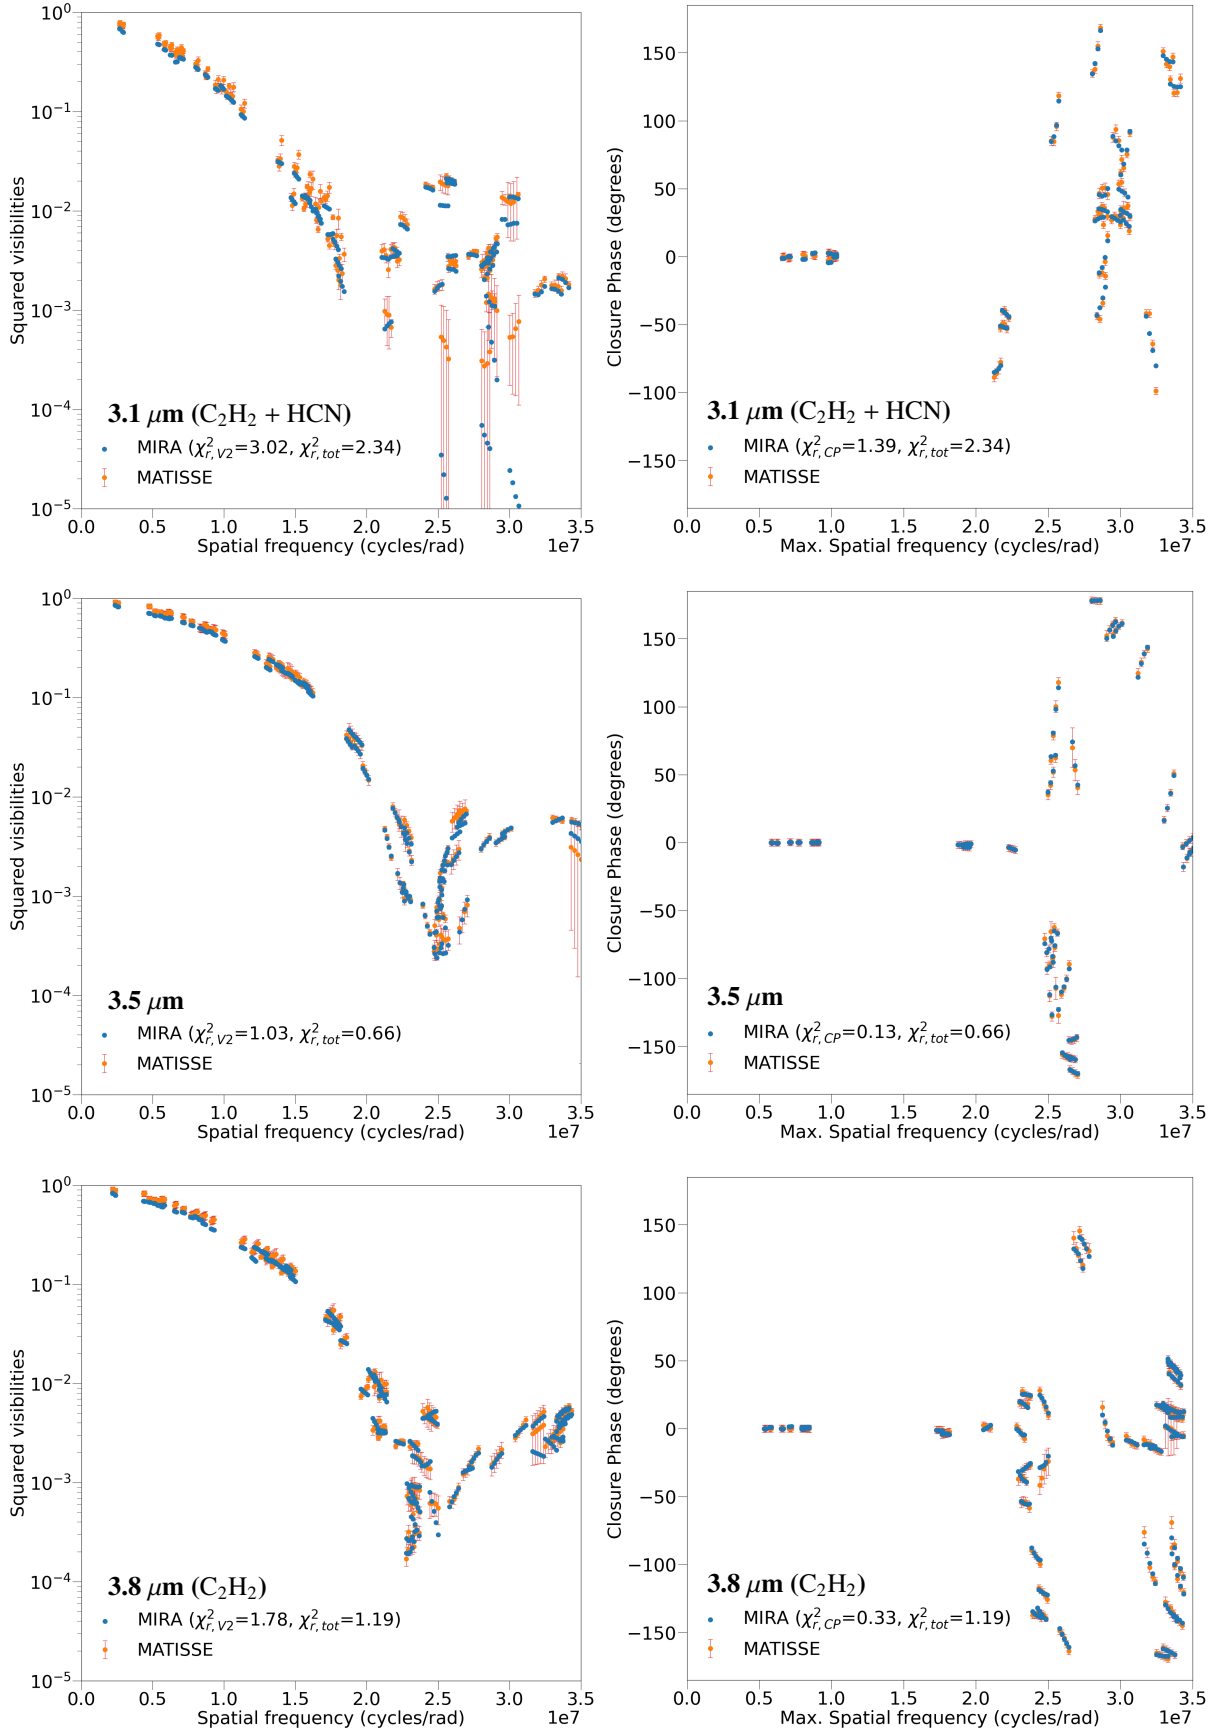 10⁰
10⁻¹
10⁻²
10⁻³
10⁻⁴
10⁻⁵
Squared visibilities
3.1 μm (C₂H₂ + HCN)
MIRA (χ²ᵣ,V2=3.02, χ²ᵣ,tot=2.34)
MATISSE
0.0 0.5 1.0 1.5 2.0 2.5 3.0 3.5
Spatial frequency (cycles/rad) 1e7
150
100
50
0
−50
−100
−150
Closure Phase (degrees)
3.1 μm (C₂H₂ + HCN)
MIRA (χ²ᵣ,CP=1.39, χ²ᵣ,tot=2.34)
MATISSE
0.0 0.5 1.0 1.5 2.0 2.5 3.0 3.5
Max. Spatial frequency (cycles/rad) 1e7
10⁰
10⁻¹
10⁻²
10⁻³
10⁻⁴
10⁻⁵
Squared visibilities
3.5 μm
MIRA (χ²ᵣ,V2=1.03, χ²ᵣ,tot=0.66)
MATISSE
0.0 0.5 1.0 1.5 2.0 2.5 3.0 3.5
Spatial frequency (cycles/rad) 1e7
150
100
50
0
−50
−100
−150
Closure Phase (degrees)
3.5 μm
MIRA (χ²ᵣ,CP=0.13, χ²ᵣ,tot=0.66)
MATISSE
0.0 0.5 1.0 1.5 2.0 2.5 3.0 3.5
Max. Spatial frequency (cycles/rad) 1e7
10⁰
10⁻¹
10⁻²
10⁻³
10⁻⁴
10⁻⁵
Squared visibilities
3.8 μm (C₂H₂)
MIRA (χ²ᵣ,V2=1.78, χ²ᵣ,tot=1.19)
MATISSE
0.0 0.5 1.0 1.5 2.0 2.5 3.0 3.5
Spatial frequency (cycles/rad) 1e7
150
100
50
0
−50
−100
−150
Closure Phase (degrees)
3.8 μm (C₂H₂)
MIRA (χ²ᵣ,CP=0.33, χ²ᵣ,tot=1.19)
MATISSE
0.0 0.5 1.0 1.5 2.0 2.5 3.0 3.5
Max. Spatial frequency (cycles/rad) 1e7